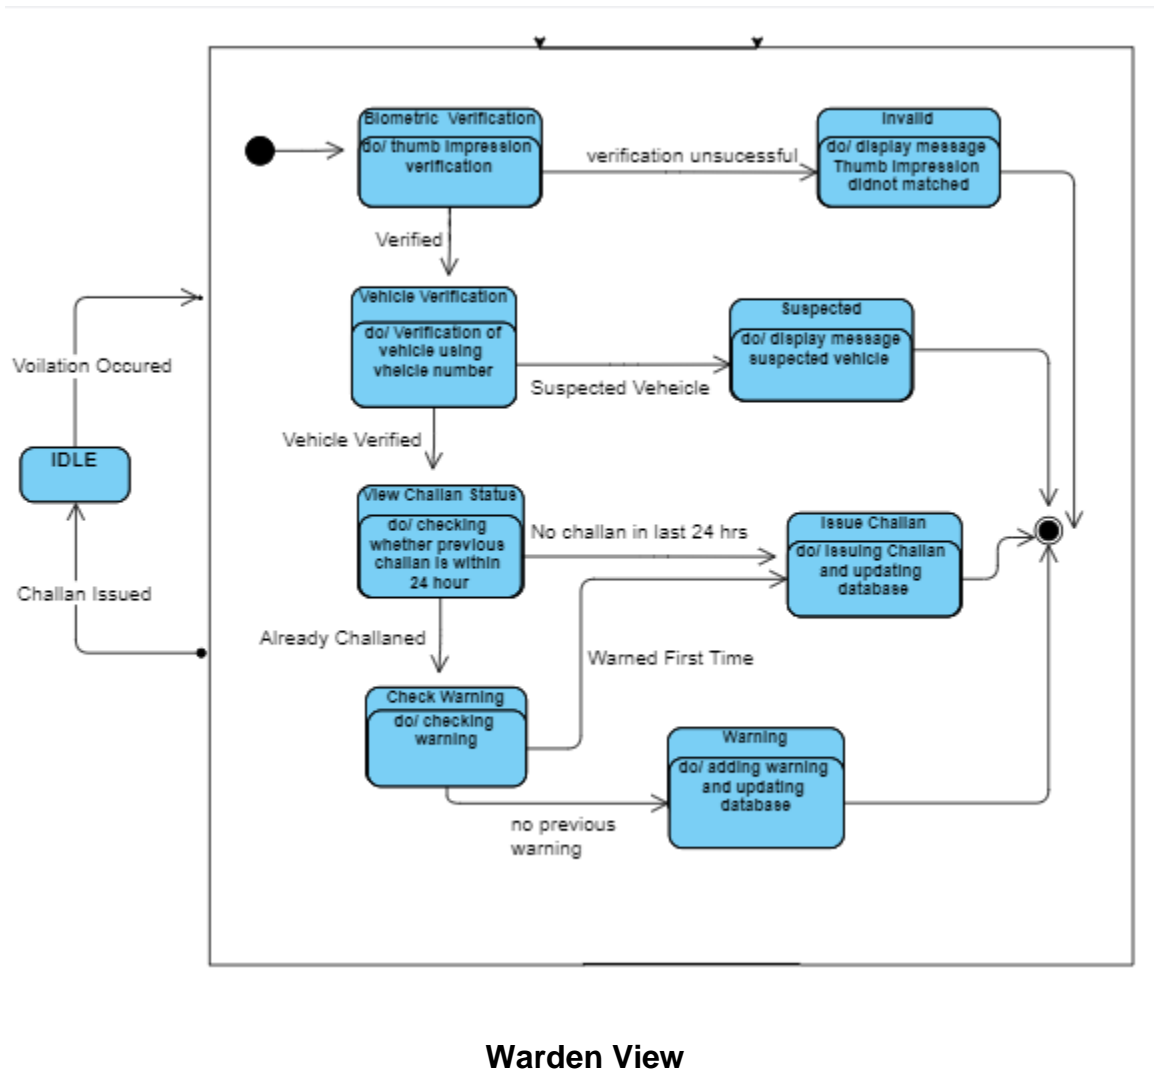 Biometric Verification
do/ thumb impression
verification
verification unsucessful
Invalid
do/ display message
Thumb Impression
didnot matched
Verified
Vehicle Verification
do/ Verification of
vehicle using
vheicle number
Suspected Veheicle
Suspected
do/ display message
suspected vehicle
Voilation Occured
Vehicle Verified
IDLE
View Challan Status
do/ checking
whether previous
challan is within
24 hour
No challan in last 24 hrs
Issue Challan
do/ issuing Challan
and updating
database
Challan Issued
Already Challaned
Warned First Time
Check Warning
do/ checking
warning
Warning
do/ adding warning
and updating
database
no previous
warning
Warden View